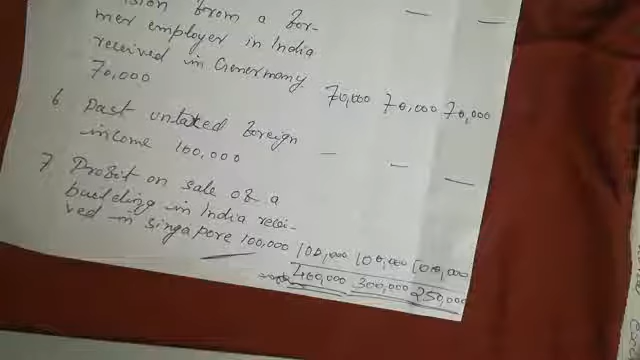 nsion from a for- — —
mer employer in India
received in Germany. 70,000 70,000 70,000
70,000
6 Past untaxed foreign
income 100,000 — — —
7 Profit on sale of a
building in India recei-
ved in Singapore 100,000 100,000 100,000 100,000
400,000 300,000 250,000